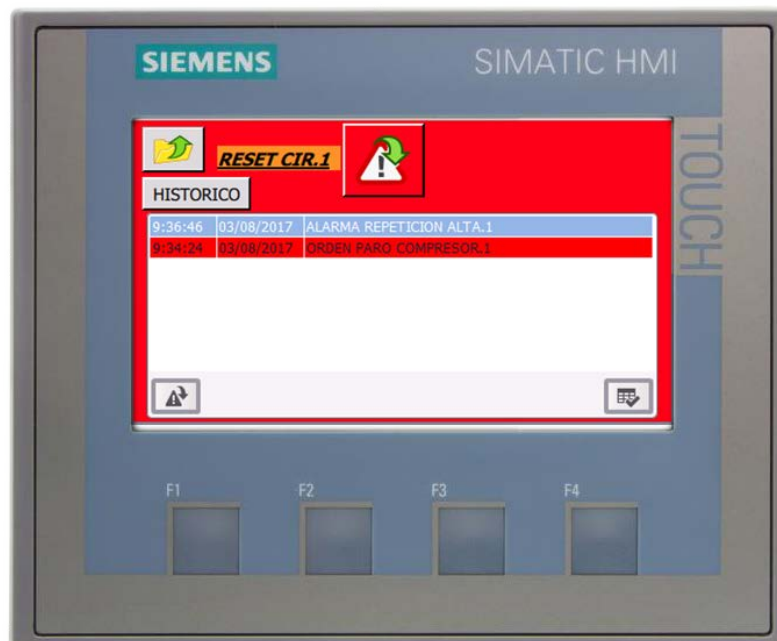 SIEMENS
SIMATIC HMI
TOUCH
RESET CIR.1
HISTORICO
9:36:46 03/08/2017 ALARMA REPETICION ALTA.1
9:34:24 03/08/2017 ORDEN PARO COMPRESOR.1
F1 F2 F3 F4